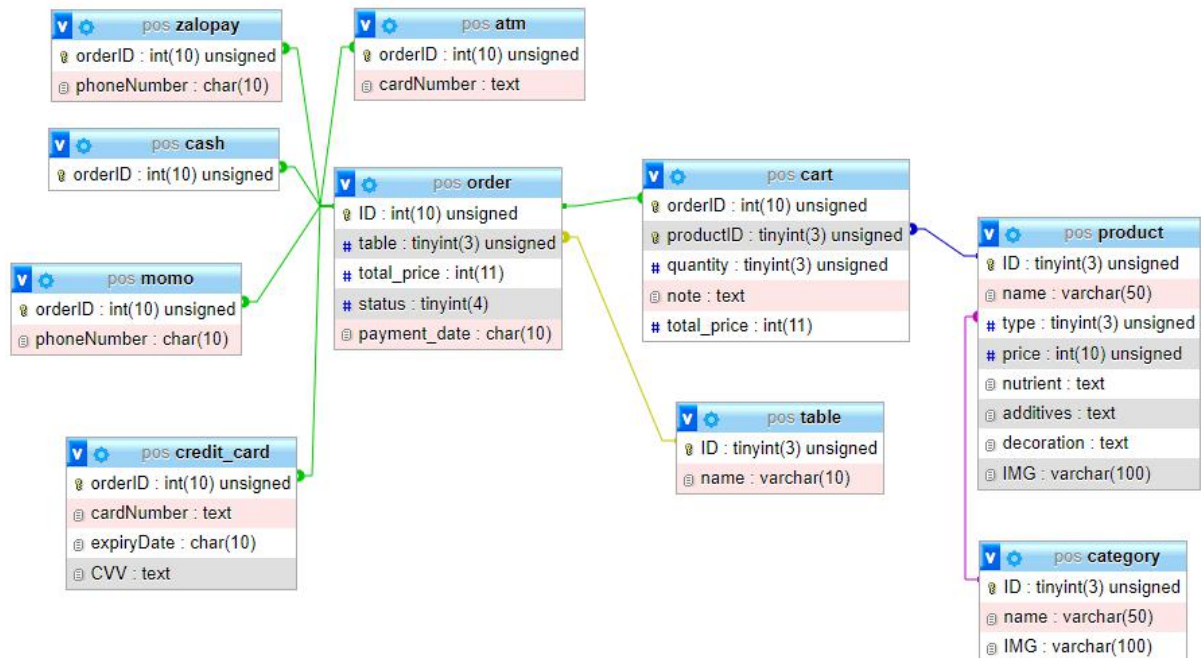 pos zalopay
orderID : int(10) unsigned
phoneNumber : char(10)
pos atm
orderID : int(10) unsigned
cardNumber : text
pos cash
orderID : int(10) unsigned
pos order
ID : int(10) unsigned
table : tinyint(3) unsigned
total_price : int(11)
status : tinyint(4)
payment_date : char(10)
pos cart
orderID : int(10) unsigned
productID : tinyint(3) unsigned
quantity : tinyint(3) unsigned
note : text
total_price : int(11)
pos product
ID : tinyint(3) unsigned
name : varchar(50)
type : tinyint(3) unsigned
price : int(10) unsigned
nutrient : text
additives : text
decoration : text
IMG : varchar(100)
pos momo
orderID : int(10) unsigned
phoneNumber : char(10)
pos table
ID : tinyint(3) unsigned
name : varchar(10)
pos credit_card
orderID : int(10) unsigned
cardNumber : text
expiryDate : char(10)
CVV : text
pos category
ID : tinyint(3) unsigned
name : varchar(50)
IMG : varchar(100)